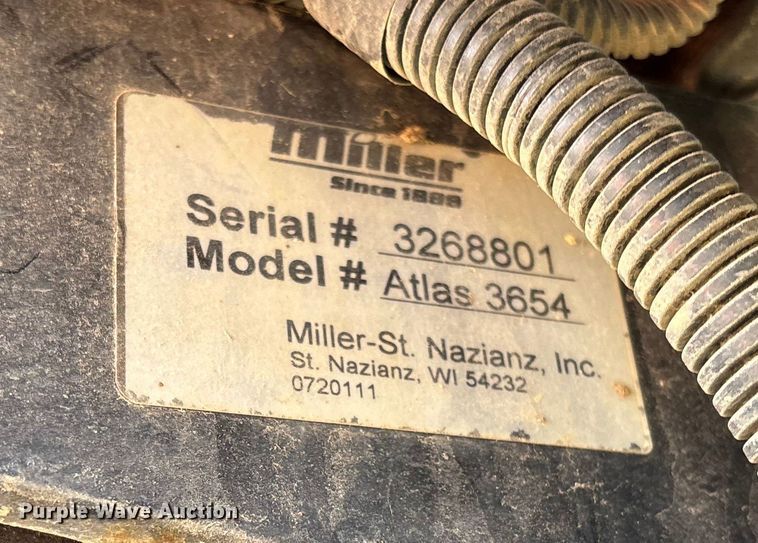 Miller
Since 1888
Serial # 3268801
Model # Atlas 3654
Miller-St. Nazianz, Inc.
St. Nazianz, WI 54232
0720111
Purple Wave Auction